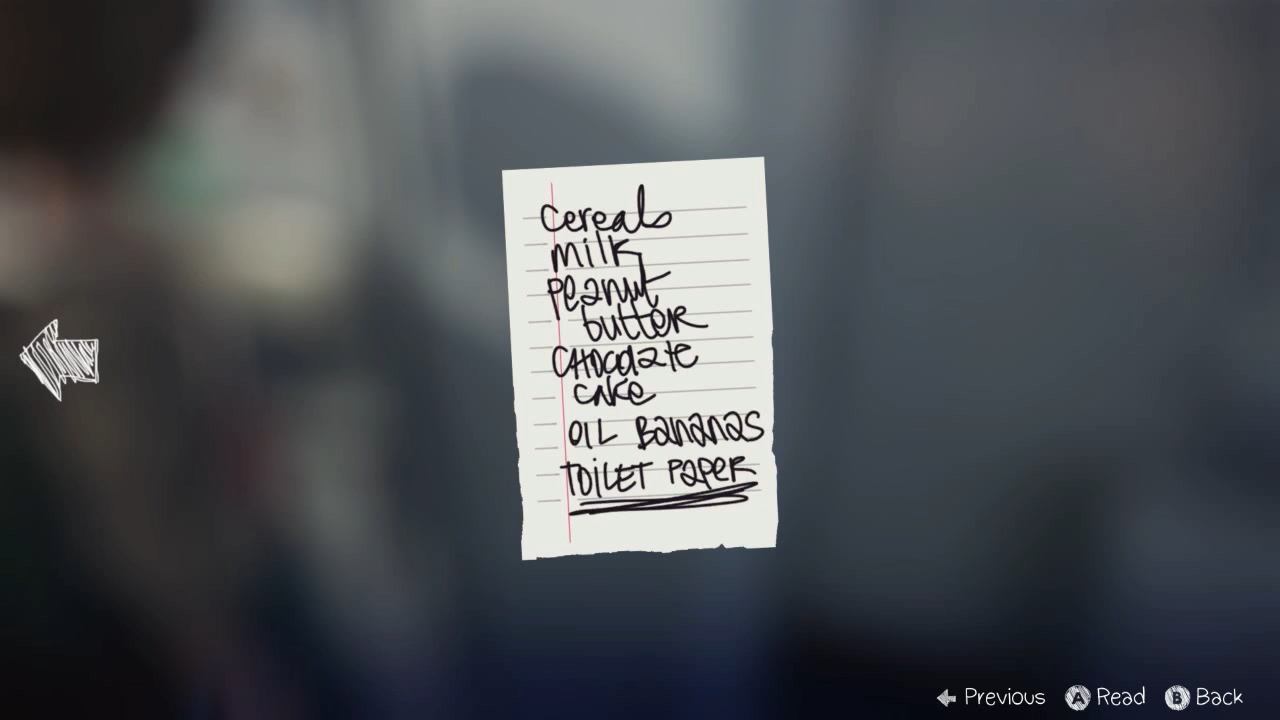 cereals
milk
peanut
butter
CHocolate
cake
OIL BANANAS
TOILET PAPER
Previous A Read B Back